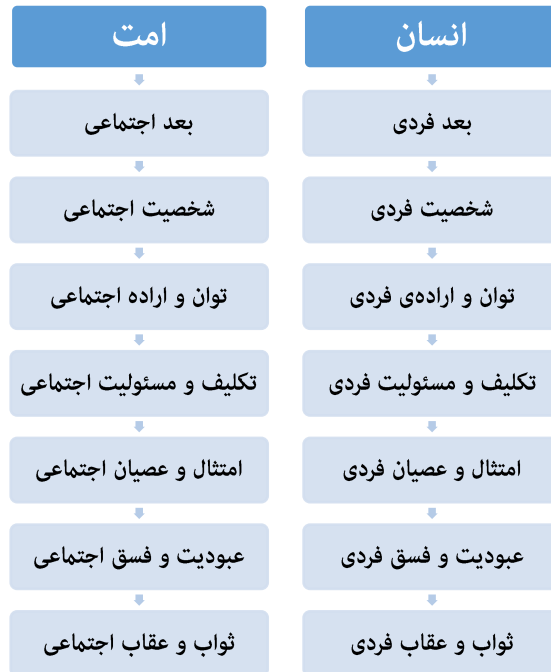 انسان
بعد فردی
شخصیت فردی
توان و اراده‌ی فردی
تکلیف و مسئولیت فردی
امتثال و عصیان فردی
عبودیت و فسق فردی
ثواب و عقاب فردی
امت
بعد اجتماعی
شخصیت اجتماعی
توان و اراده اجتماعی
تکلیف و مسئولیت اجتماعی
امتثال و عصیان اجتماعی
عبودیت و فسق اجتماعی
ثواب و عقاب اجتماعی